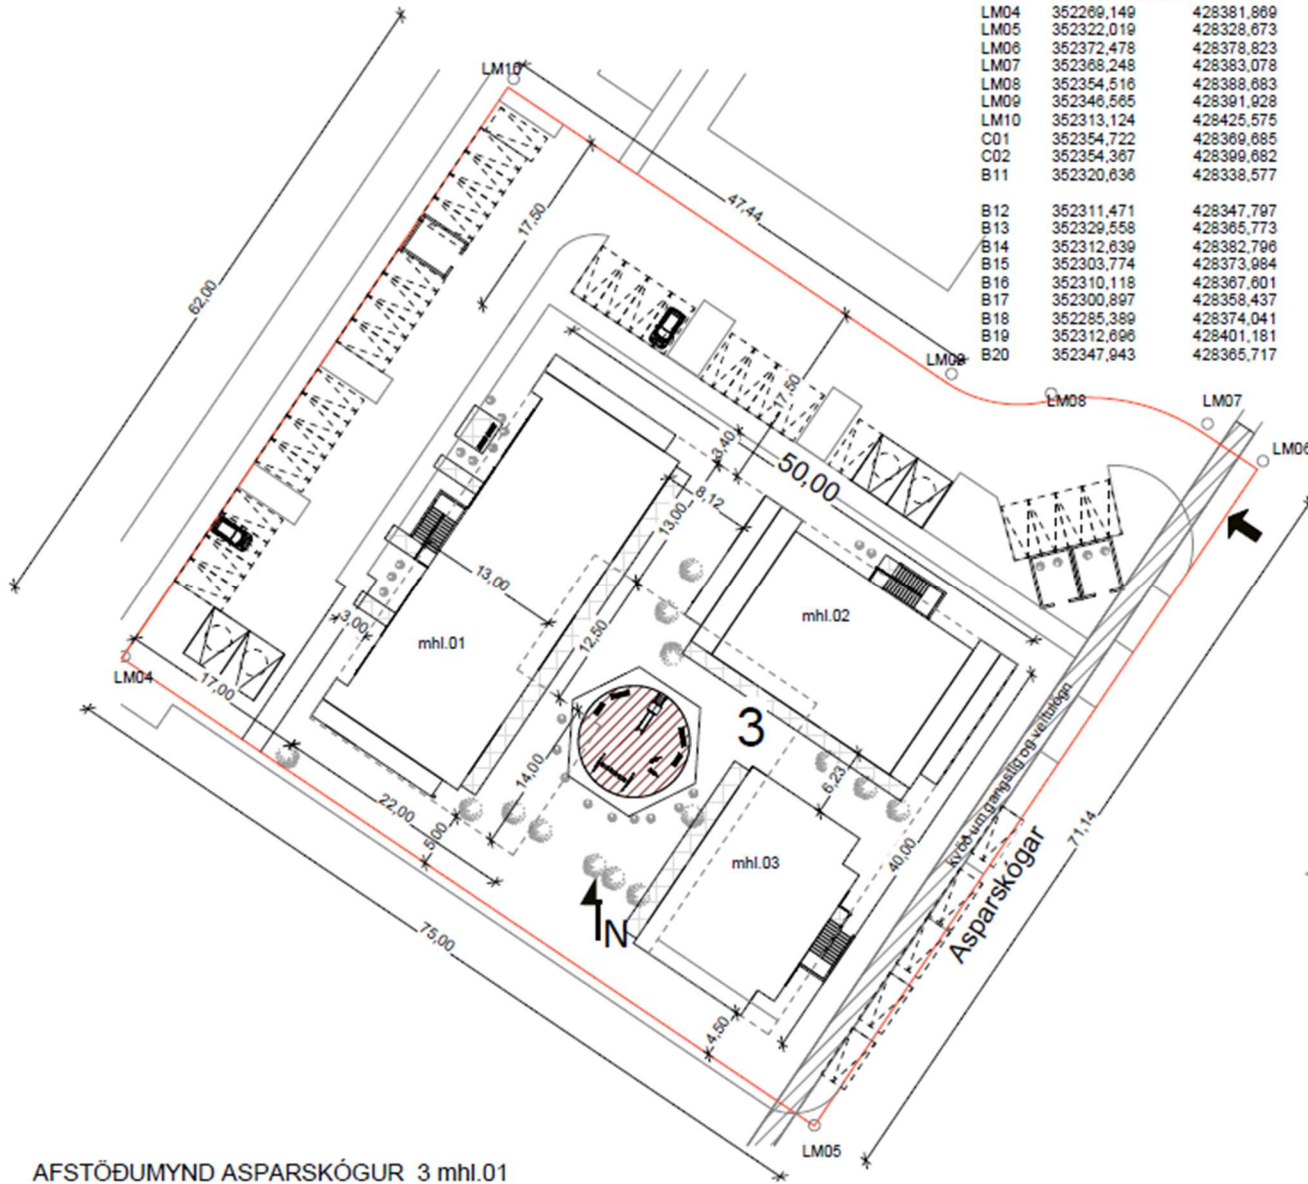 LM04 352269,149 428381,869
LM05 352322,019 428328,673
LM06 352372,478 428378,823
LM07 352368,248 428383,078
LM08 352354,516 428388,683
LM09 352346,565 428391,928
LM10 352313,124 428425,575
C01 352354,722 428369,685
C02 352354,367 428399,682
B11 352320,636 428338,577
B12 352311,471 428347,797
B13 352329,558 428365,773
B14 352312,639 428382,796
B15 352303,774 428373,984
B16 352310,118 428367,601
B17 352300,897 428358,437
B18 352285,389 428374,041
B19 352312,696 428401,181
B20 352347,943 428365,717
LM10
47,44
17,50
62,00
LM08
LM07
LM06
17,50
3,40
50,00
8,12
13,00
13,00
3,00
mhl.01
12,50
mhl.02
LM04
17,00
3
14,00
6,23
22,00
5,00
mhl.03
40,00
kvöð um gangstíg og veitulögn
Asparskógar
71,14
75,00
N
4,50
LM05
AFSTÖÐUMYND ASPARSKÓGUR 3 mhl.01